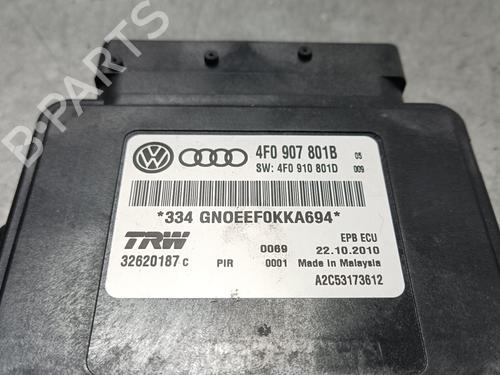 4F0 907 801B 05
SW: 4F0 910 801D 009
*334 GNOEEF0KKA694*
TRW 0069 EPB ECU
22.10.2010
32620187 C PIR 0001 Made in Malaysia
A2C53173612
B-PARTS